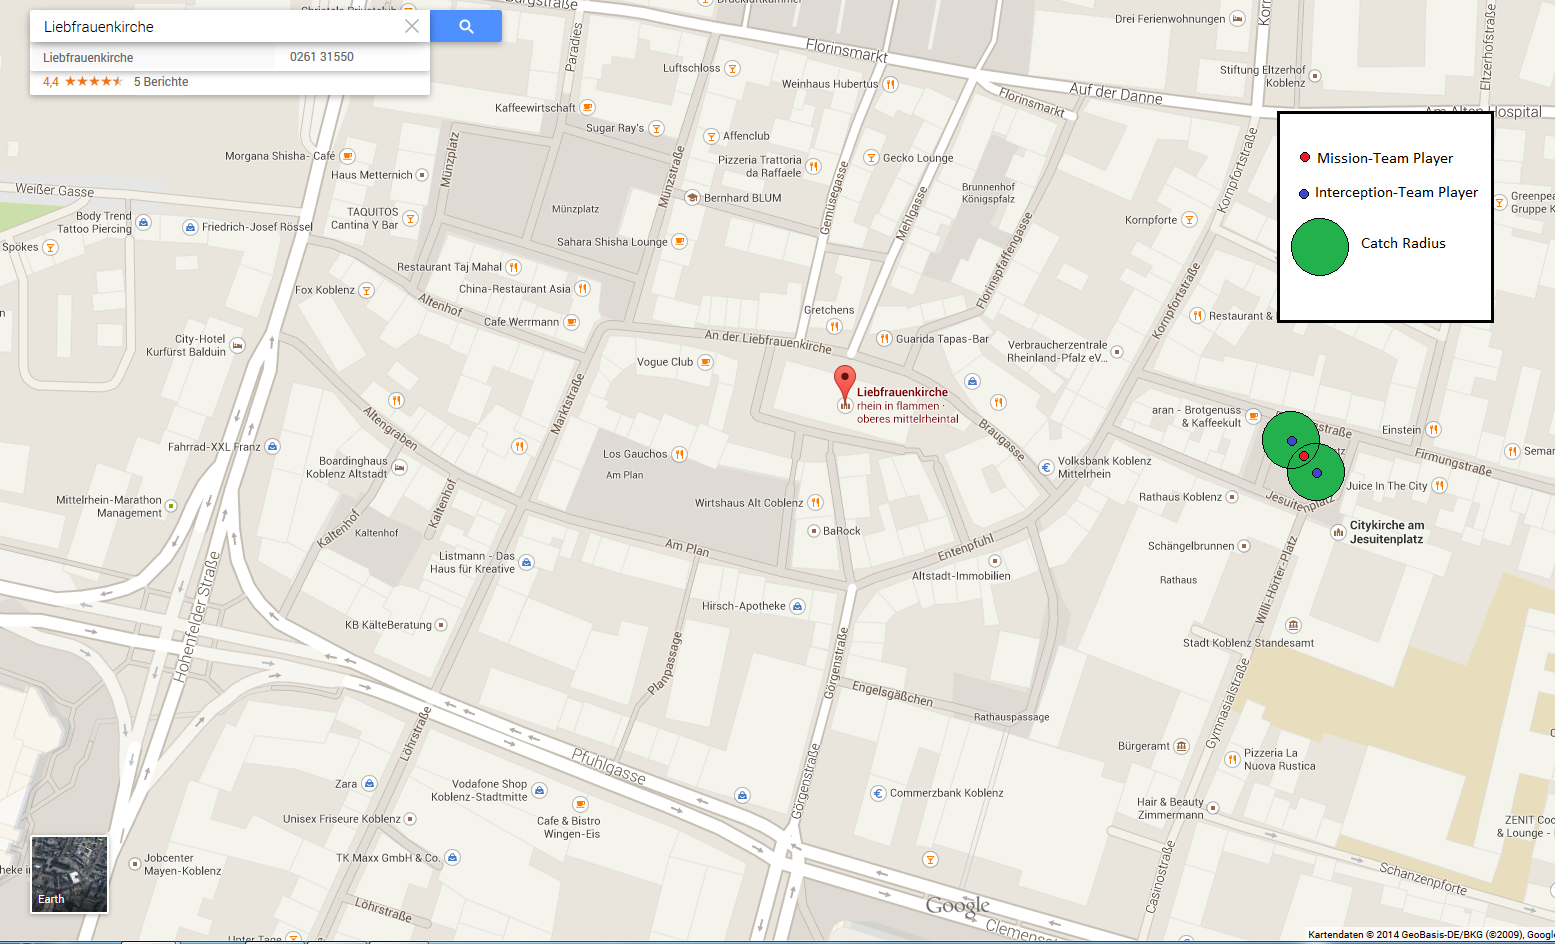 Liebfrauenkirche
Liebfrauenkirche
0261 31550
4,4
5 Berichte
Paradies
Florinsmarkt
Drei Ferienwohnungen
Stiftung Eltzerhof
Koblenz
Eltzerhofstraße
Luftschloss
Weinhaus Hubertus
Florinsmarkt
Auf der Danne
Am Alten Hospital
Kaffeewirtschaft
Sugar Ray's
Affenclub
Pizzeria Trattoria
da Raffaele
Gecko Lounge
Kornpfortstraße
Mission-Team Player
Interception-Team Player
Catch Radius
Morgana Shisha- Café
Haus Metternich
Münzplatz
Münzstraße
Bernhard BLUM
Gemüsegasse
Mehlgasse
Brunnenhof
Königspfalz
Weißer Gasse
Body Trend
Tattoo Piercing
Friedrich-Josef Rössel
TAQUITOS
Cantina Y Bar
Münzplatz
Kornpforte
Spökes
Sahara Shisha Lounge
Restaurant Taj Mahal
China-Restaurant Asia
Florinspfaffengasse
Kornpfortstraße
Fox Koblenz
Altenhof
Cafe Werrmann
Gretchens
Restaurant &
City-Hotel
Kurfürst Balduin
An der Liebfrauenkirche
Guarida Tapas-Bar
Verbraucherzentrale
Rheinland-Pfalz eV...
Vogue Club
Liebfrauenkirche
rhein in flammen ·
oberes mittelrheintal
Marktstraße
Altengraben
Braugasse
aran - Brotgenuss
& Kaffeekult
Einstein
Firmungstraße
Fahrrad-XXL Franz
Boardinghaus
Koblenz Altstadt
Los Gauchos
Am Plan
Volksbank Koblenz
Mittelrhein
Mittelrhein-Marathon
Management
Kaltenhof
Kaltenhof
Kaltenhof
Wirtshaus Alt Coblenz
BaRock
Rathaus Koblenz
Jesuitenplatz
Juice In The City
Citykirche am
Jesuitenplatz
Listmann - Das
Haus für Kreative
Am Plan
Entenpfuhl
Altstadt-Immobilien
Schängelbrunnen
Rathaus
Willi-Hörter-Platz
Hohenfelder Straße
Hirsch-Apotheke
KB KälteBeratung
Stadt Koblenz Standesamt
Planpassage
Görgenstraße
Engelsgäßchen
Rathauspassage
Gymnasialstraße
Löhrstraße
Bürgeramt
Pizzeria La
Nuova Rustica
Pfuhlgasse
Zara
Vodafone Shop
Koblenz-Stadtmitte
Görgenstraße
Commerzbank Koblenz
Unisex Friseure Koblenz
Cafe & Bistro
Wingen-Eis
Hair & Beauty
Zimmermann
TK Maxx GmbH & Co.
Jobcenter
Mayen-Koblenz
Earth
Löhrstraße
Casinostraße
Schanzenpforte
Google
Kartendaten © 2014 GeoBasis-DE/BKG (©2009), Google